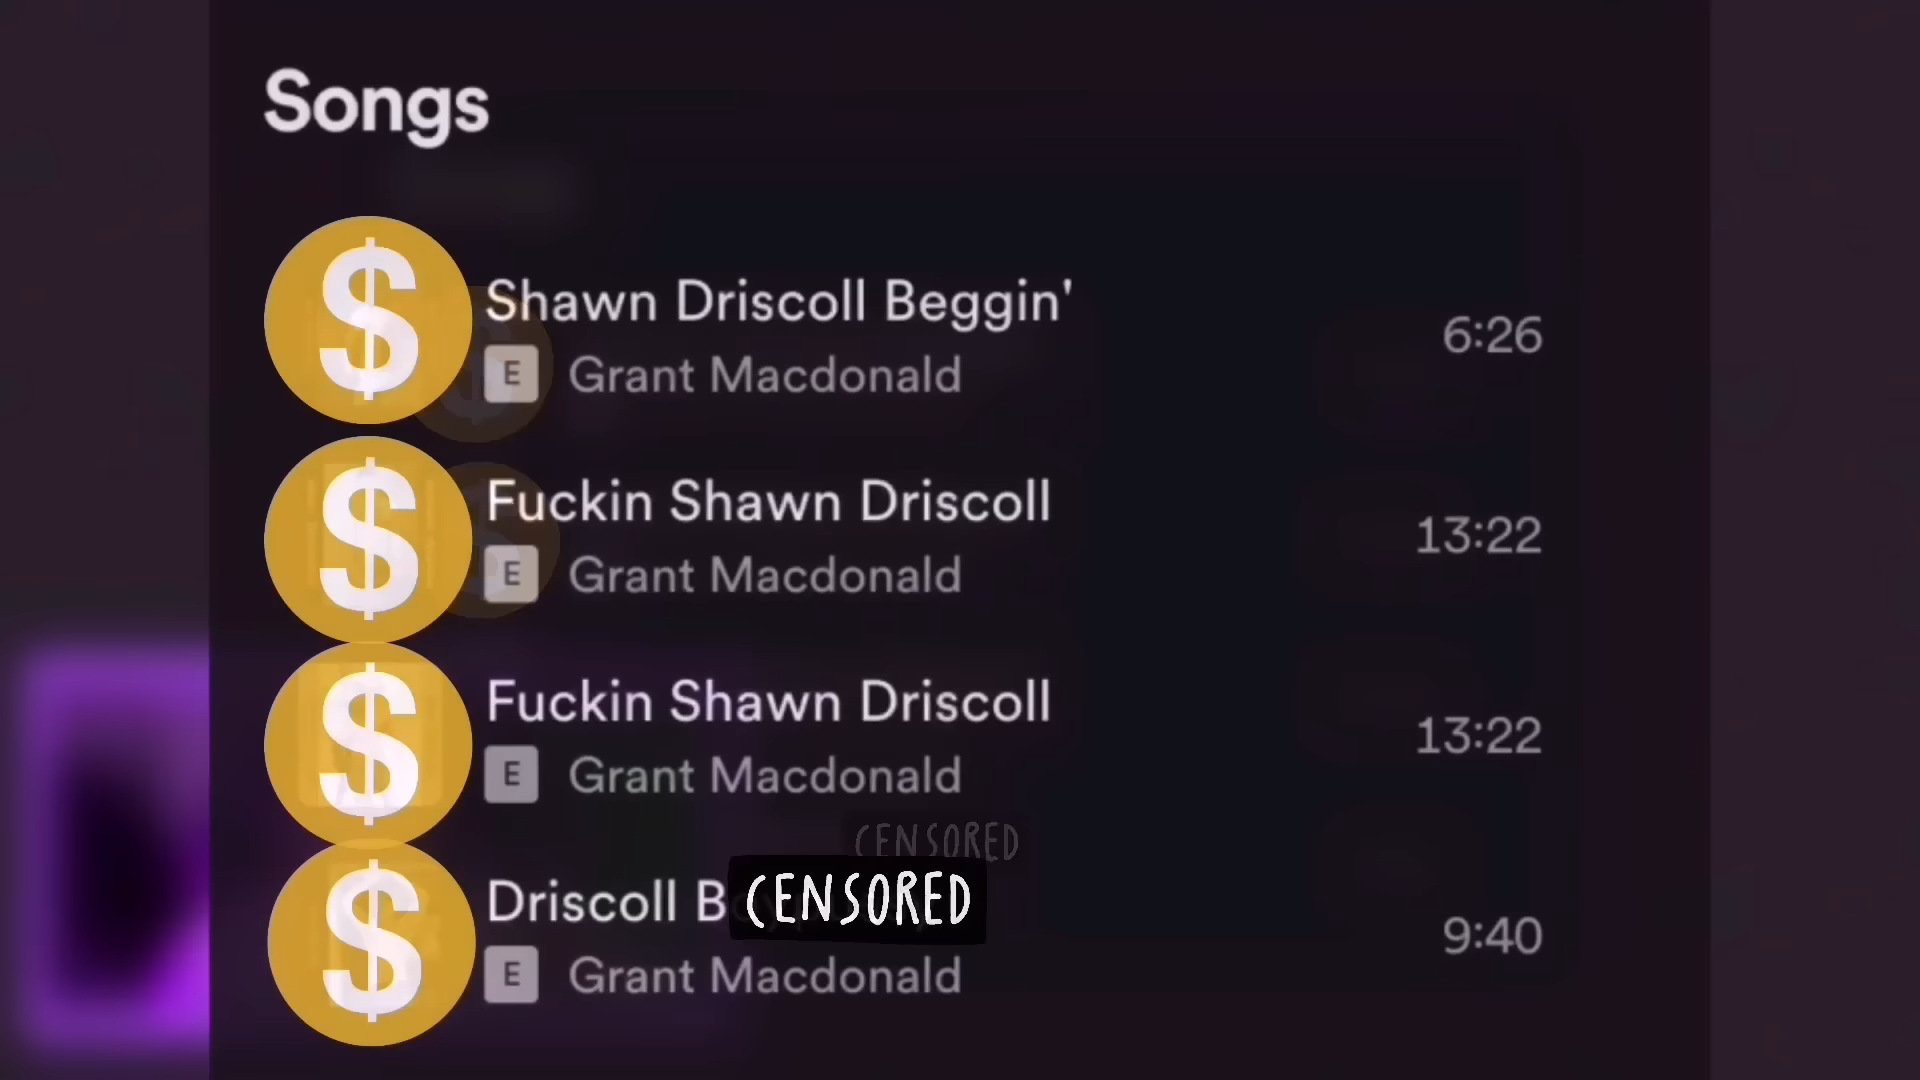 Songs
$
Shawn Driscoll Beggin'
6:26
E Grant Macdonald
$
Fuckin Shawn Driscoll
13:22
E Grant Macdonald
$
Fuckin Shawn Driscoll
13:22
E Grant Macdonald
CENSORED
$
Driscoll B CENSORED
9:40
E Grant Macdonald